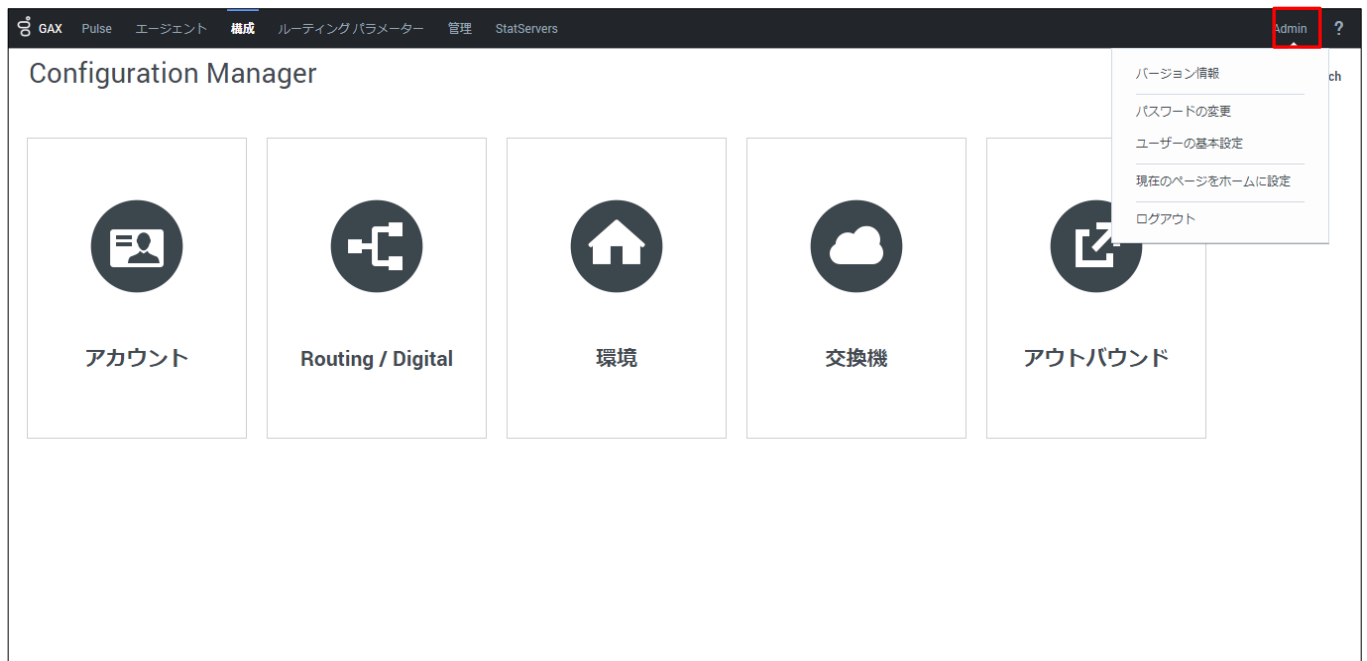 GAX Pulse エージェント 構成 ルーティング パラメーター 管理 StatServers Admin ?
Configuration Manager
ch
バージョン情報
パスワードの変更
ユーザーの基本設定
現在のページをホームに設定
ログアウト
アカウント
Routing / Digital
環境
交換機
アウトバウンド